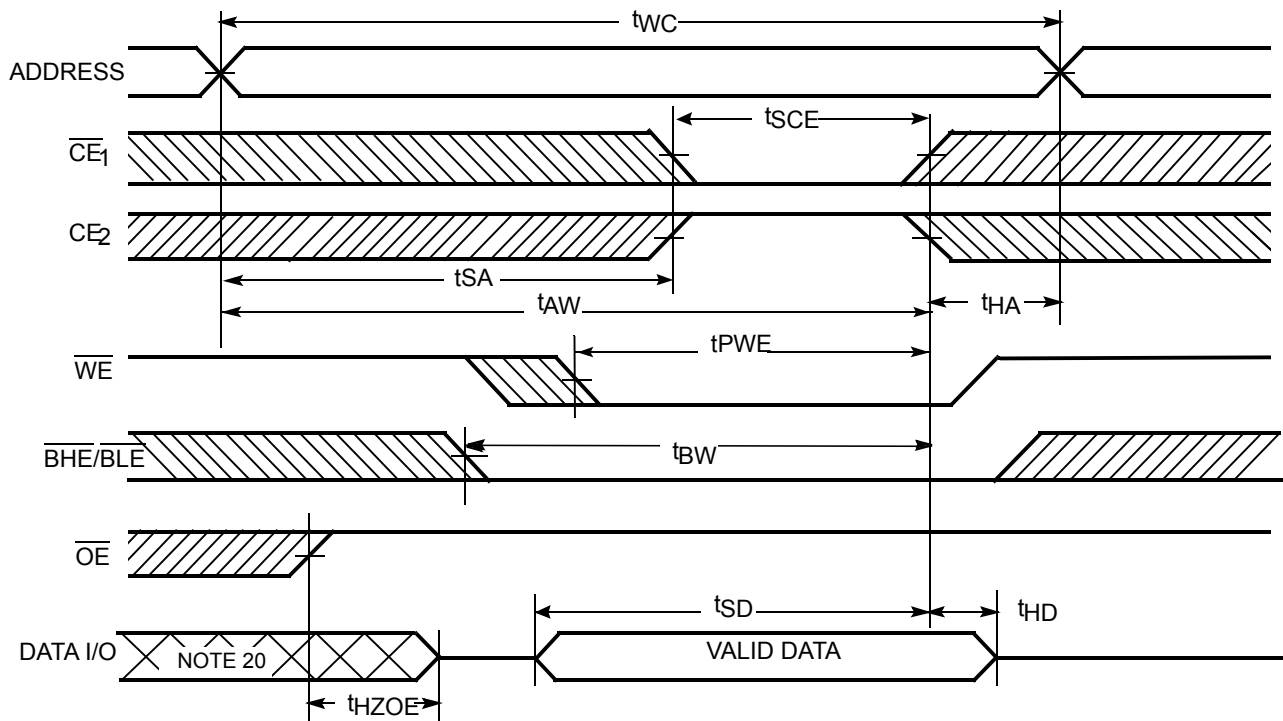 tWC
ADDRESS
tSCE
CE1
CE2
tSA
tAW
tHA
tPWE
WE
BHE/BLE
tBW
OE
tSD
tHD
DATA I/O
NOTE 20
VALID DATA
tHZOE